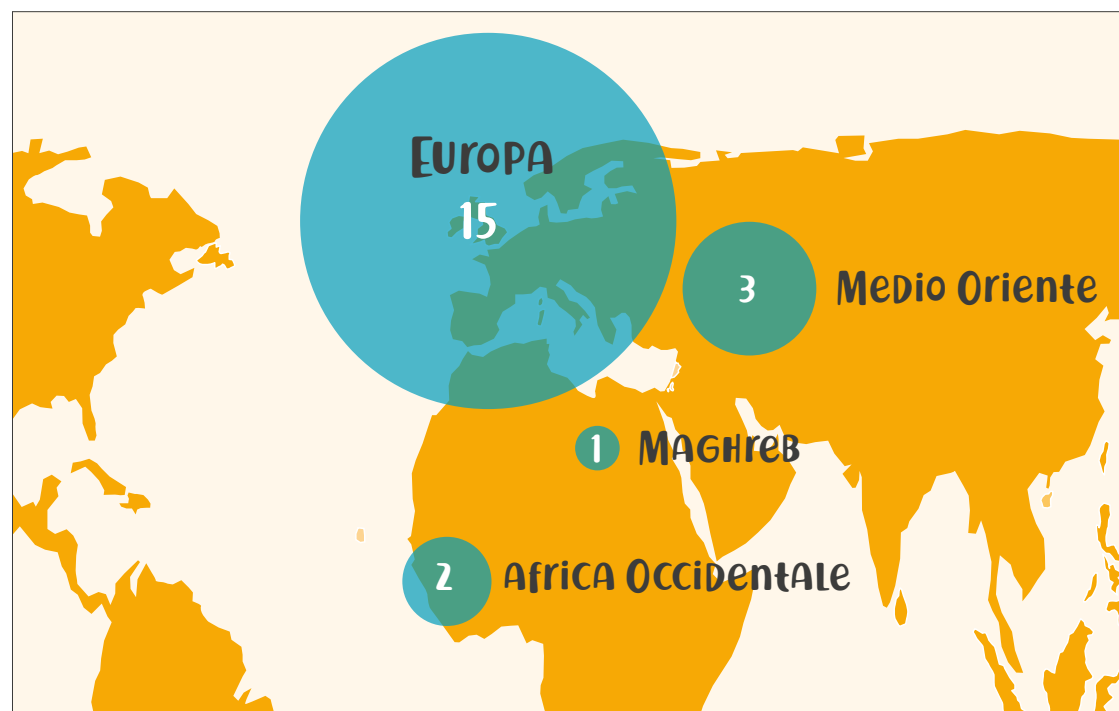 Europa
15
3
Medio Oriente
1
Maghreb
2
Africa Occidentale